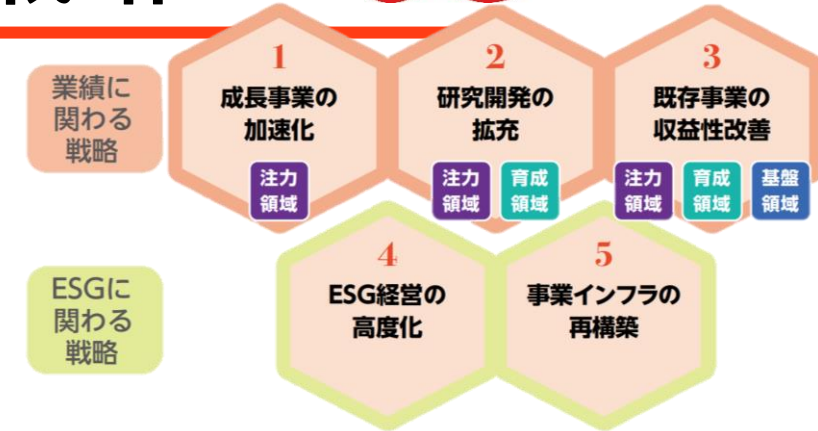 業績に
関わる
戦略
1
成長事業の
加速化
注力
領域
2
研究開発の
拡充
注力
領域
育成
領域
3
既存事業の
収益性改善
注力
領域
育成
領域
基盤
領域
ESGに
関わる
戦略
4
ESG経営の
高度化
5
事業インフラの
再構築